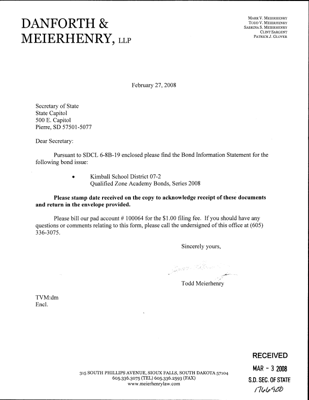 DANFORTH &
MEIERHENRY, LLP
MARK V. MEIERHENRY
TODD V. MEIERHENRY
SABRINA S. MEIERHENRY
CLINT SARGENT
PATRICK J. GLOVER
February 27, 2008
Secretary of State
State Capitol
500 E. Capitol
Pierre, SD 57501-5077
Dear Secretary:
Pursuant to SDCL 6-8B-19 enclosed please find the Bond Information Statement for the
following bond issue:
• Kimball School District 07-2
Qualified Zone Academy Bonds, Series 2008
Please stamp date received on the copy to acknowledge receipt of these documents
and return in the envelope provided.
Please bill our pad account # 100064 for the $1.00 filing fee. If you should have any
questions or comments relating to this form, please call the undersigned of this office at (605)
336-3075.
Sincerely yours,
Todd Meierhenry
TVM:dm
Encl.
315 SOUTH PHILLIPS AVENUE, SIOUX FALLS, SOUTH DAKOTA 57104
605.336.3075 (TEL) 605.336.2593 (FAX)
www.meierhenrylaw.com
RECEIVED
MAR - 3 2008
S.D. SEC. OF STATE